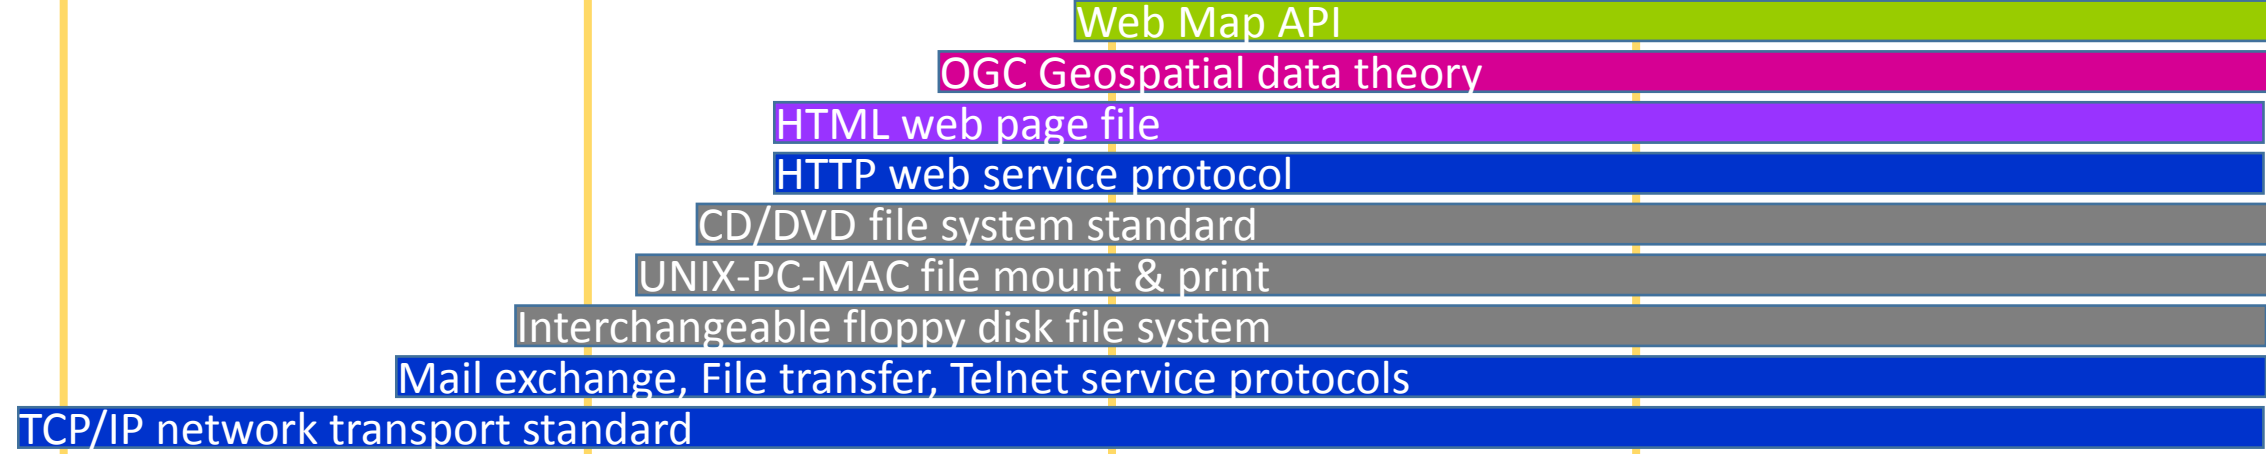 Web Map API
OGC Geospatial data theory
HTML web page file
HTTP web service protocol
CD/DVD file system standard
UNIX-PC-MAC file mount & print
Interchangeable floppy disk file system
Mail exchange, File transfer, Telnet service protocols
TCP/IP network transport standard